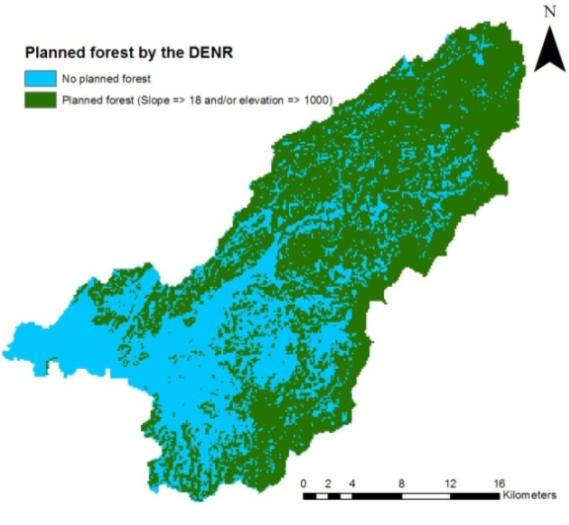 N
Planned forest by the DENR
No planned forest
Planned forest (Slope => 18 and/or elevation => 1000)
0 2 4 8 12 16
Kilometers